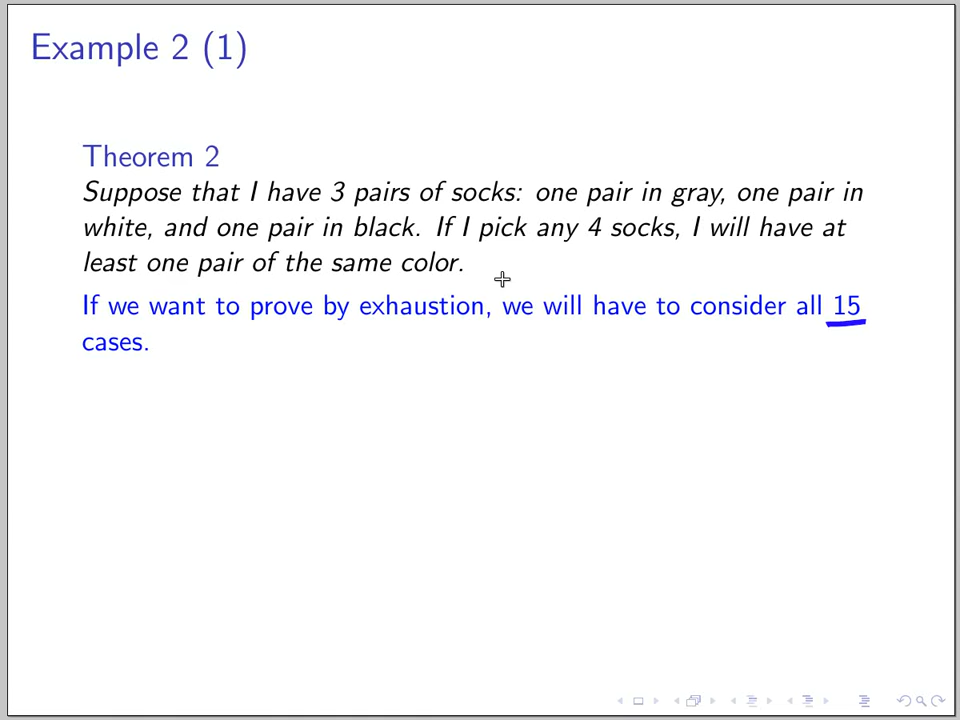 Example 2 (1)
Theorem 2
Suppose that I have 3 pairs of socks: one pair in gray, one pair in
white, and one pair in black. If I pick any 4 socks, I will have at
least one pair of the same color.
If we want to prove by exhaustion, we will have to consider all 15
cases.